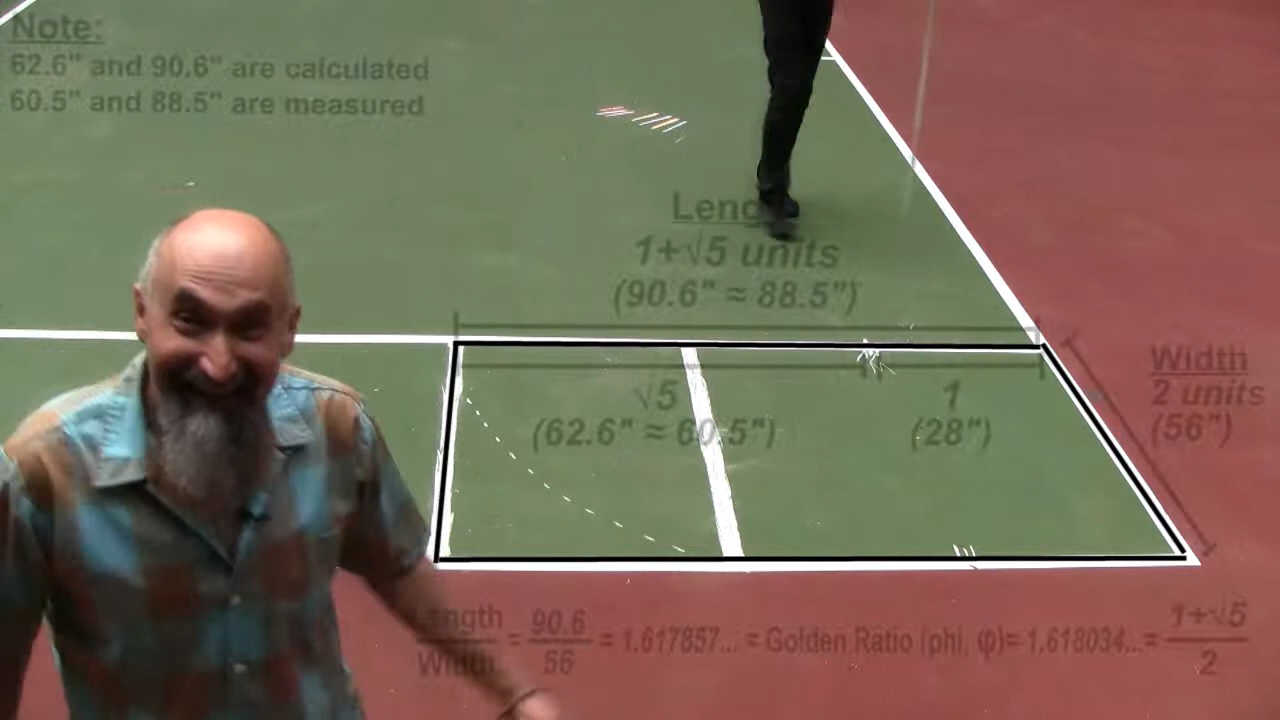 Note:
62.6" and 90.6" are calculated
60.5" and 88.5" are measured
1+√5 units
(90.6" ≈ 88.5")
√5
(62.6" ≈ 60.5")
1
(28")
Width
2 units
(56")
Length
Width
= 90.6
56
= 1.617857... = Golden Ratio (phi, φ)= 1.618034...=
1+√5
2